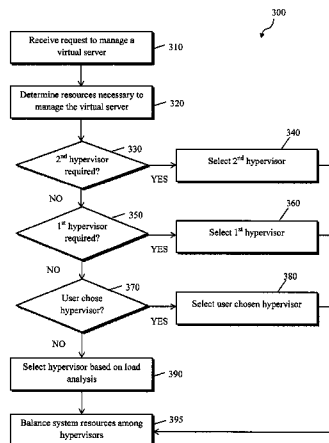 300
Receive request to manage a
virtual server
310
Determine resources necessary to
manage the virtual server
320
2nd hypervisor
required?
330
YES
NO
340
Select 2nd hypervisor
1st hypervisor
required?
350
YES
NO
360
Select 1st hypervisor
User chose
hypervisor?
370
YES
NO
380
Select user chosen hypervisor
Select hypervisor based on load
analysis
390
Balance system resources among
hypervisors
395